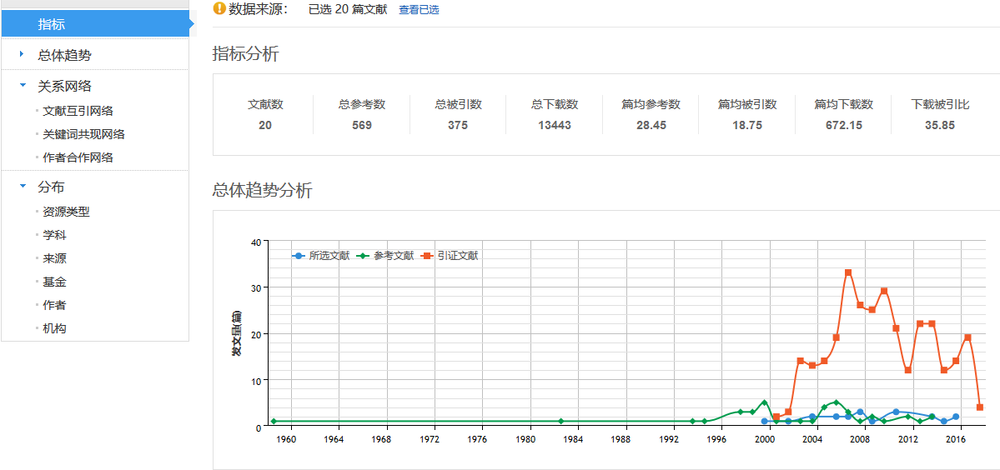 数据来源： 已选 20 篇文献 查看已选
指标
总体趋势
关系网络
文献互引网络
关键词共现网络
作者合作网络
分布
资源类型
学科
来源
基金
作者
机构
指标分析
文献数 总参考数 总被引数 总下载数 篇均参考数 篇均被引数 篇均下载数 下载被引比
20 569 375 13443 28.45 18.75 672.15 35.85
总体趋势分析
所选文献 参考文献 引证文献
发文量(篇)
40
30
20
10
0
1960 1964 1968 1972 1976 1980 1984 1988 1992 1996 2000 2004 2008 2012 2016